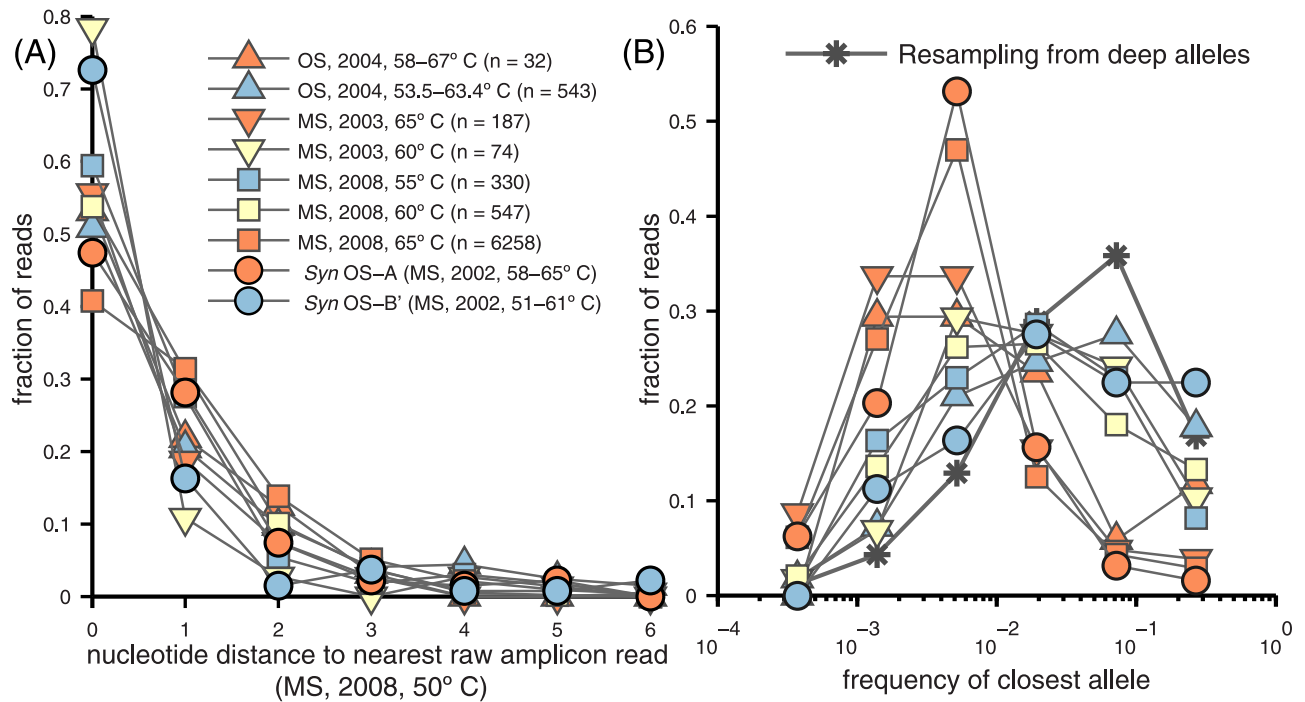 (A)
0.8
0.7
0.6
0.5
0.4
0.3
0.2
0.1
0
fraction of reads
OS, 2004, 58–67° C (n = 32)
OS, 2004, 53.5–63.4° C (n = 543)
MS, 2003, 65° C (n = 187)
MS, 2003, 60° C (n = 74)
MS, 2008, 55° C (n = 330)
MS, 2008, 60° C (n = 547)
MS, 2008, 65° C (n = 6258)
Syn OS–A (MS, 2002, 58–65° C)
Syn OS–B' (MS, 2002, 51–61° C)
0 1 2 3 4 5 6
nucleotide distance to nearest raw amplicon read
(MS, 2008, 50° C)
(B)
0.6
0.5
0.4
0.3
0.2
0.1
0
fraction of reads
Resampling from deep alleles
10−4 10−3 10−2 10−1 100
frequency of closest allele